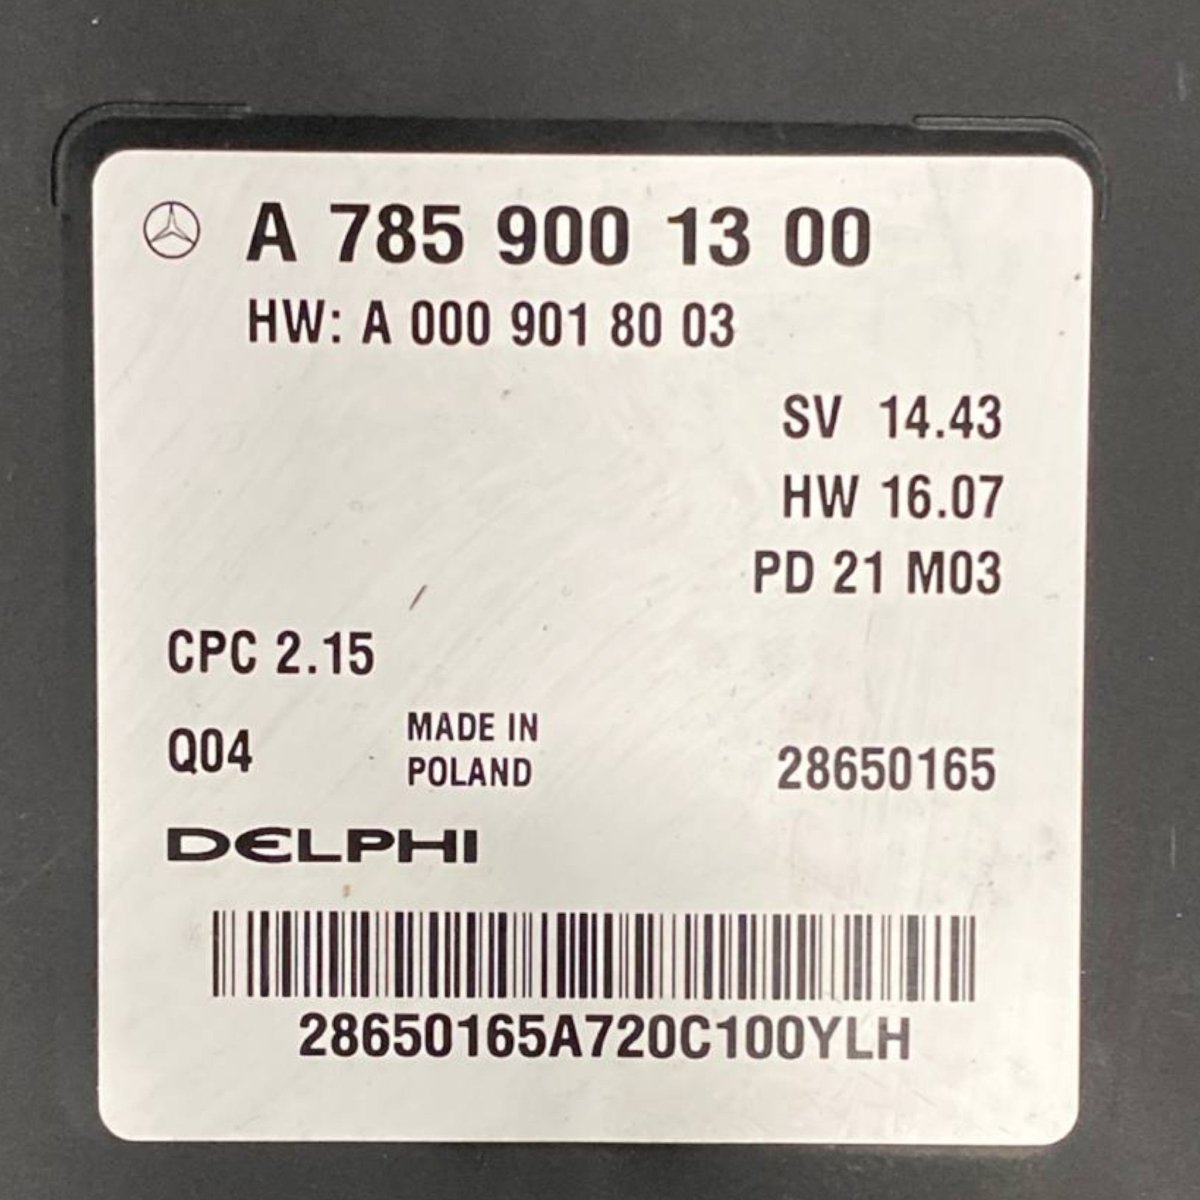 A 785 900 13 00
HW: A 000 901 80 03
SV 14.43
HW 16.07
PD 21 M03
CPC 2.15
Q04
MADE IN
POLAND
28650165
DELPHI
28650165A720C100YLH